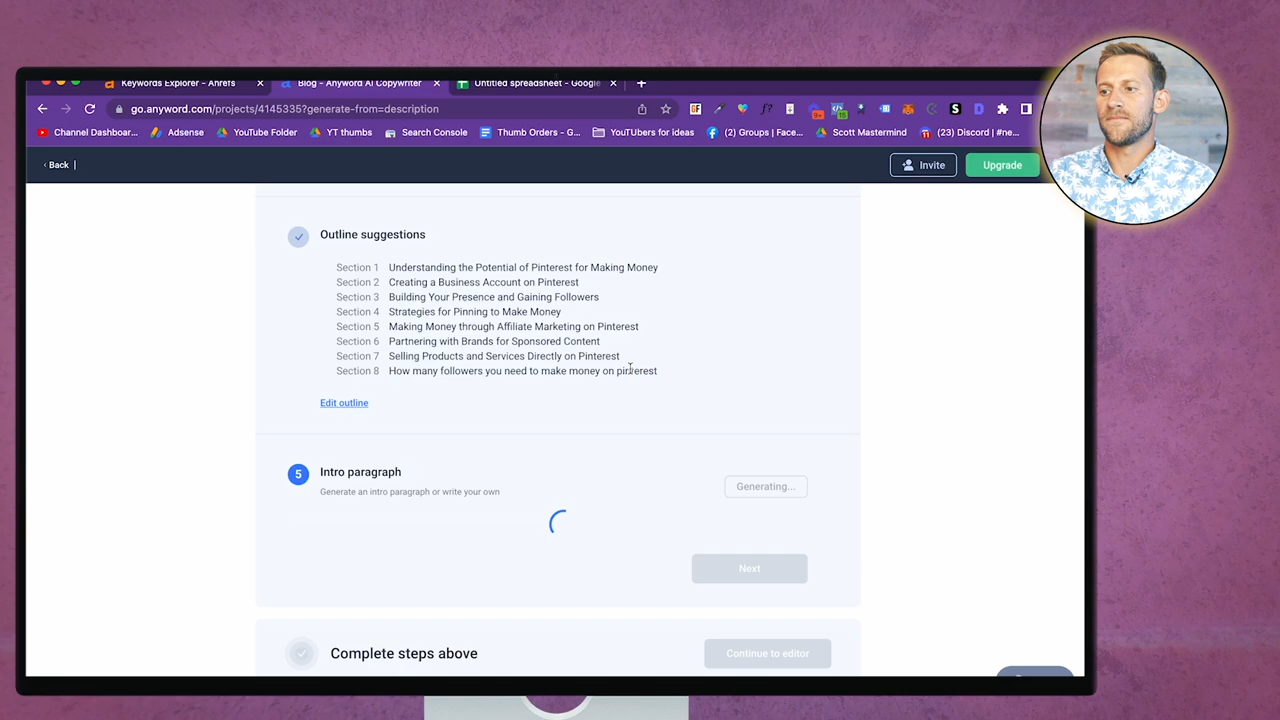 Keywords Explorer - Ahrefs
Blog - Anyword AI Copywriter
Untitled spreadsheet - Google
go.anyword.com/projects/4145335?generate-from=description
9+
15
S
D
Channel Dashboar...
Adsense
YouTube Folder
YT thumbs
Search Console
Thumb Orders - G...
YouTUbers for ideas
(2) Groups | Face...
Scott Mastermind
(23) Discord | #ne...
‹ Back |
Invite
Upgrade
Outline suggestions
Section 1 Understanding the Potential of Pinterest for Making Money
Section 2 Creating a Business Account on Pinterest
Section 3 Building Your Presence and Gaining Followers
Section 4 Strategies for Pinning to Make Money
Section 5 Making Money through Affiliate Marketing on Pinterest
Section 6 Partnering with Brands for Sponsored Content
Section 7 Selling Products and Services Directly on Pinterest
Section 8 How many followers you need to make money on pinterest
Edit outline
5
Intro paragraph
Generate an intro paragraph or write your own
Generating...
Next
Complete steps above
Continue to editor